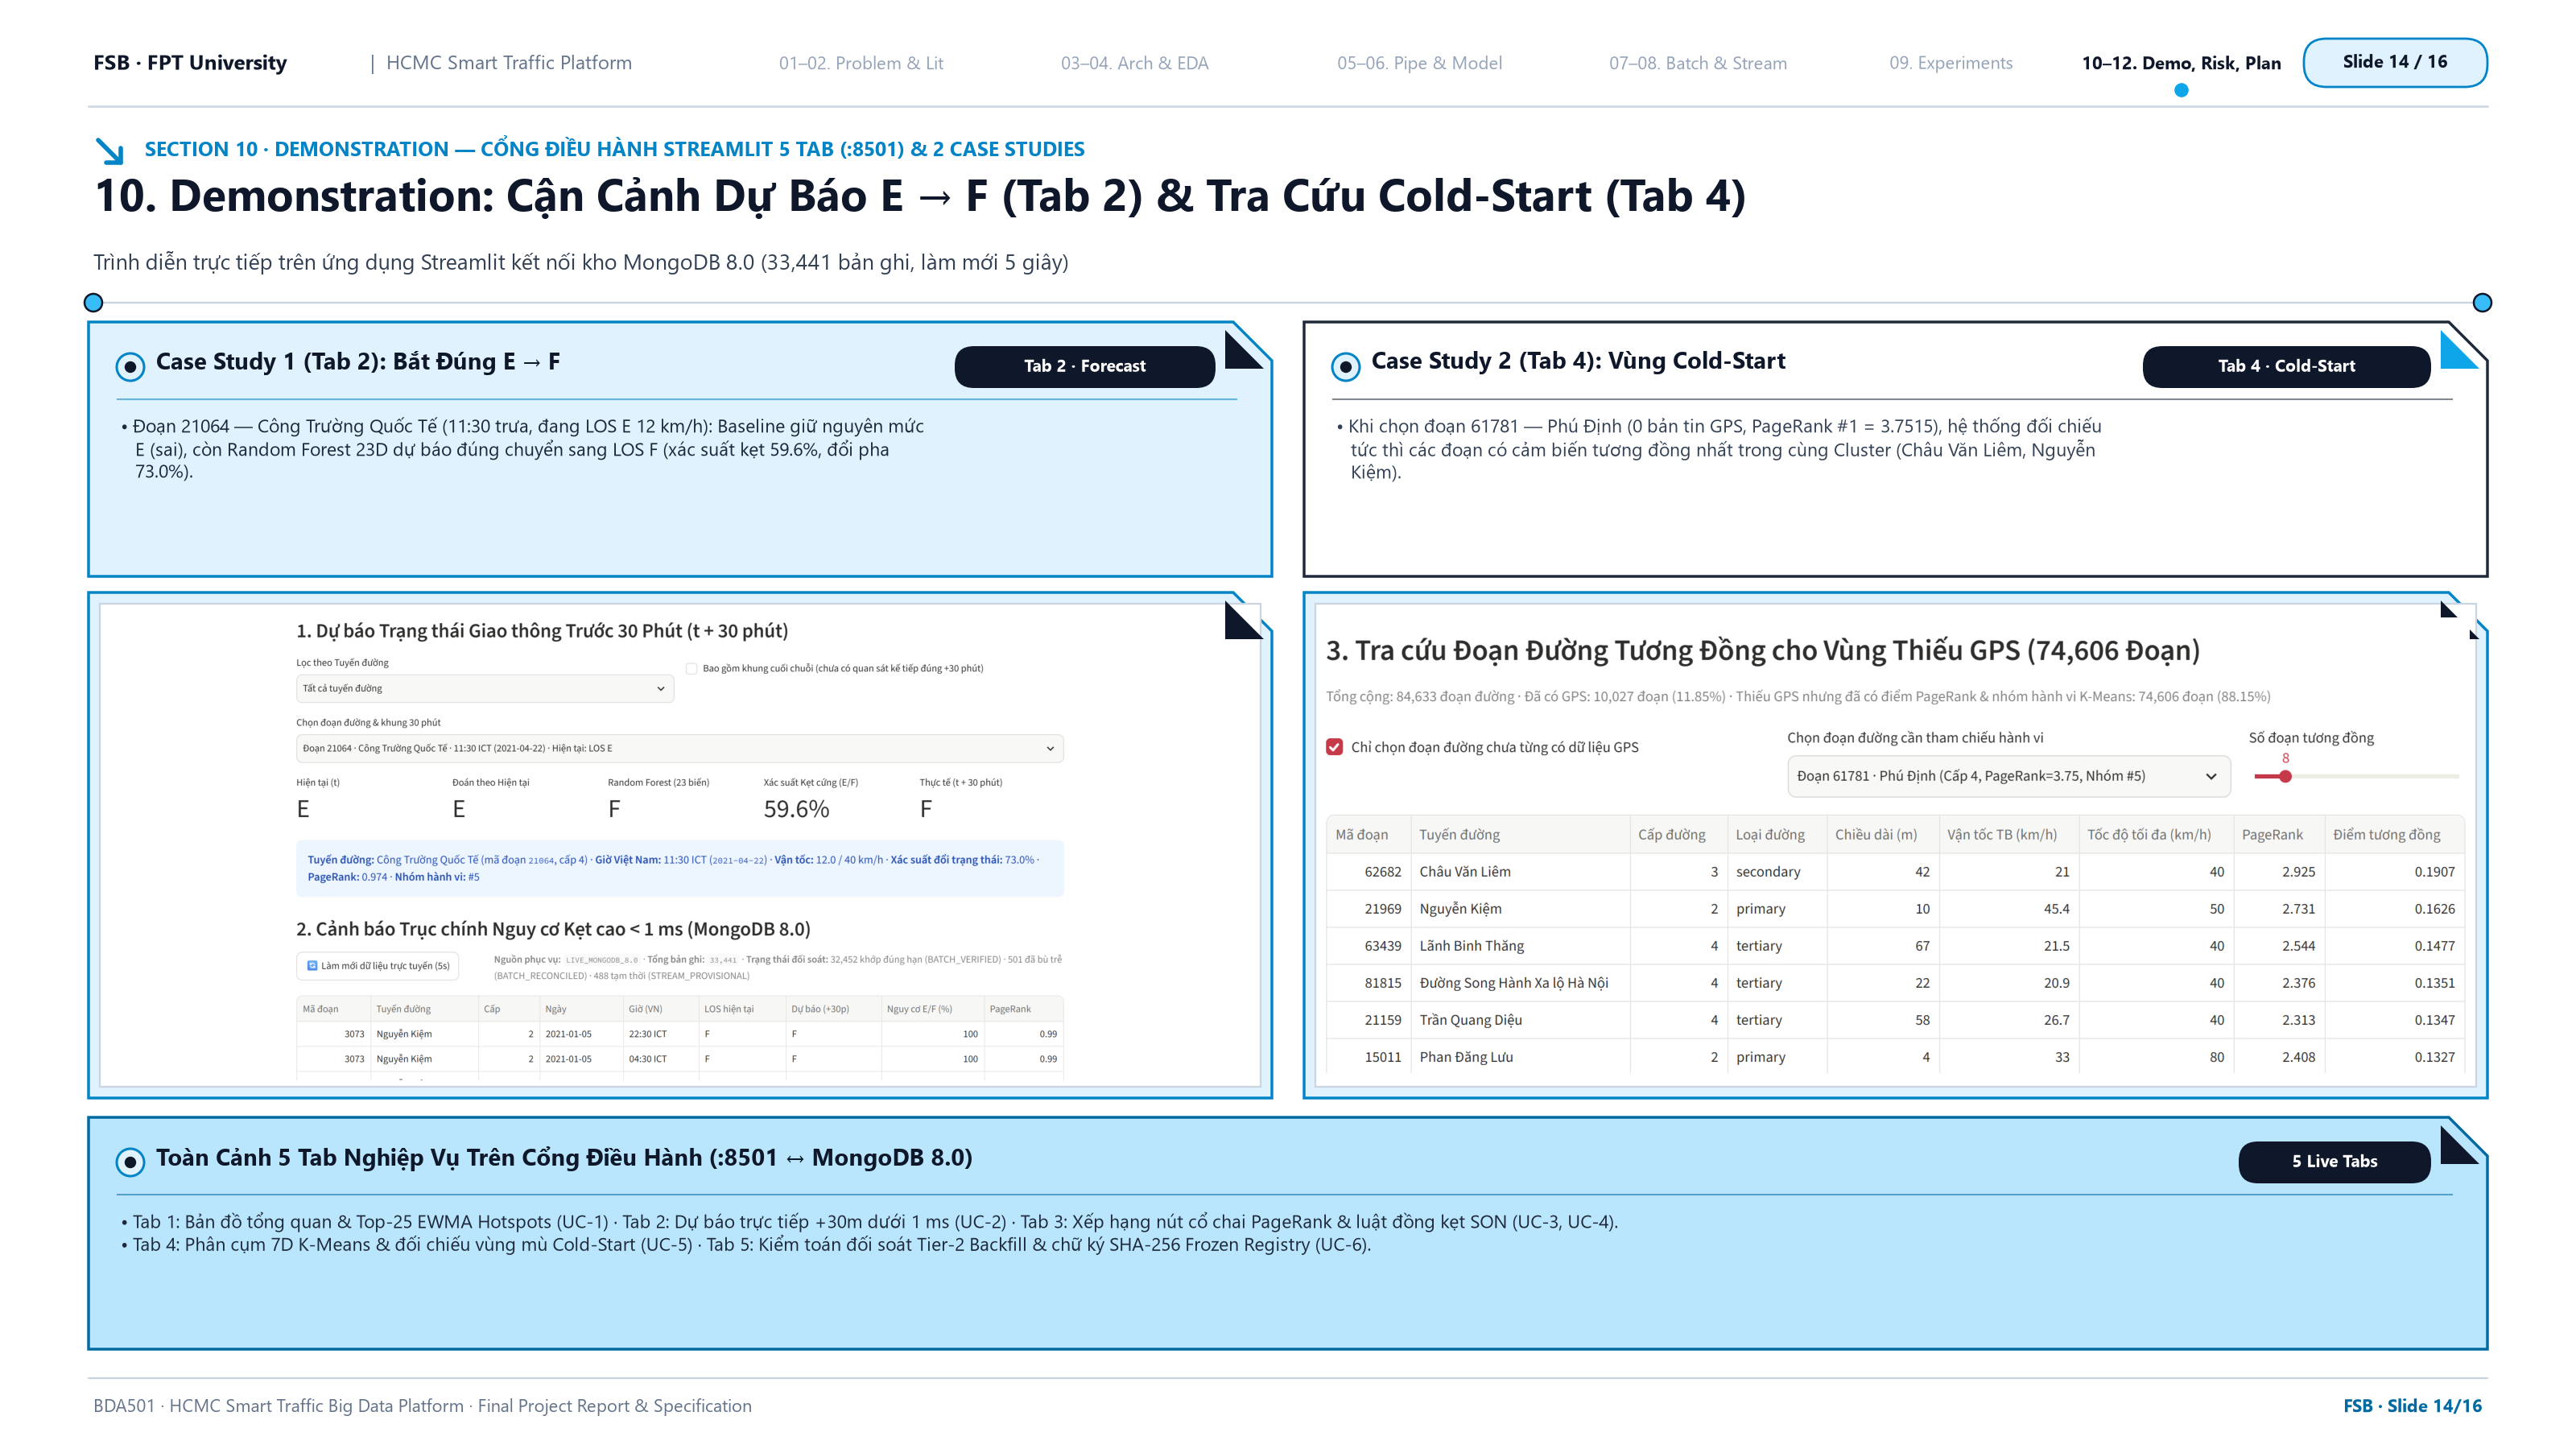 FSB · FPT University | HCMC Smart Traffic Platform 01–02. Problem & Lit 03–04. Arch & EDA 05–06. Pipe & Model 07–08. Batch & Stream 09. Experiments 10–12. Demo, Risk, Plan Slide 14 / 16
SECTION 10 · DEMONSTRATION — CỔNG ĐIỀU HÀNH STREAMLIT 5 TAB (:8501) & 2 CASE STUDIES
10. Demonstration: Cận Cảnh Dự Báo E → F (Tab 2) & Tra Cứu Cold-Start (Tab 4)
Trình diễn trực tiếp trên ứng dụng Streamlit kết nối kho MongoDB 8.0 (33,441 bản ghi, làm mới 5 giây)
Case Study 1 (Tab 2): Bắt Đúng E → F Tab 2 · Forecast
• Đoạn 21064 — Công Trường Quốc Tế (11:30 trưa, đang LOS E 12 km/h): Baseline giữ nguyên mức
E (sai), còn Random Forest 23D dự báo đúng chuyển sang LOS F (xác suất kẹt 59.6%, đổi pha
73.0%).
Case Study 2 (Tab 4): Vùng Cold-Start Tab 4 · Cold-Start
• Khi chọn đoạn 61781 — Phú Định (0 bản tin GPS, PageRank #1 = 3.7515), hệ thống đối chiếu
tức thì các đoạn có cảm biến tương đồng nhất trong cùng Cluster (Châu Văn Liêm, Nguyễn
Kiệm).
1. Dự báo Trạng thái Giao thông Trước 30 Phút (t + 30 phút)
Lọc theo Tuyến đường
Bao gồm khung cuối chuỗi (chưa có quan sát kế tiếp đúng +30 phút)
Tất cả tuyến đường
Chọn đoạn đường & khung 30 phút
Đoạn 21064 · Công Trường Quốc Tế · 11:30 ICT (2021-04-22) · Hiện tại: LOS E
Hiện tại (t) Đoán theo Hiện tại Random Forest (23 biến) Xác suất Kẹt cứng (E/F) Thực tế (t + 30 phút)
E E F 59.6% F
Tuyến đường: Công Trường Quốc Tế (mã đoạn 21064, cấp 4) · Giờ Việt Nam: 11:30 ICT (2021-04-22) · Vận tốc: 12.0 / 40 km/h · Xác suất đổi trạng thái: 73.0% ·
PageRank: 0.974 · Nhóm hành vi: #5
2. Cảnh báo Trục chính Nguy cơ Kẹt cao < 1 ms (MongoDB 8.0)
Làm mới dữ liệu trực tuyến (5s)
Nguồn phục vụ: LIVE_MONGODB_8.0 · Tổng bản ghi: 33,441 · Trạng thái đối soát: 32,452 khớp đúng hạn (BATCH_VERIFIED) · 501 đã bù trễ
(BATCH_RECONCILED) · 488 tạm thời (STREAM_PROVISIONAL)
Mã đoạn Tuyến đường Cấp Ngày Giờ (VN) LOS hiện tại Dự báo (+30p) Nguy cơ E/F (%) PageRank
3073 Nguyễn Kiệm 2 2021-01-05 22:30 ICT F F 100 0.99
3073 Nguyễn Kiệm 2 2021-01-05 04:30 ICT F F 100 0.99
3. Tra cứu Đoạn Đường Tương Đồng cho Vùng Thiếu GPS (74,606 Đoạn)
Tổng cộng: 84,633 đoạn đường · Đã có GPS: 10,027 đoạn (11.85%) · Thiếu GPS nhưng đã có điểm PageRank & nhóm hành vi K-Means: 74,606 đoạn (88.15%)
Chỉ chọn đoạn đường chưa từng có dữ liệu GPS
Chọn đoạn đường cần tham chiếu hành vi
Đoạn 61781 · Phú Định (Cấp 4, PageRank=3.75, Nhóm #5)
Số đoạn tương đồng
8
Mã đoạn Tuyến đường Cấp đường Loại đường Chiều dài (m) Vận tốc TB (km/h) Tốc độ tối đa (km/h) PageRank Điểm tương đồng
62682 Châu Văn Liêm 3 secondary 42 21 40 2.925 0.1907
21969 Nguyễn Kiệm 2 primary 10 45.4 50 2.731 0.1626
63439 Lãnh Binh Thăng 4 tertiary 67 21.5 40 2.544 0.1477
81815 Đường Song Hành Xa lộ Hà Nội 4 tertiary 22 20.9 40 2.376 0.1351
21159 Trần Quang Diệu 4 tertiary 58 26.7 40 2.313 0.1347
15011 Phan Đăng Lưu 2 primary 4 33 80 2.408 0.1327
Toàn Cảnh 5 Tab Nghiệp Vụ Trên Cổng Điều Hành (:8501 ↔ MongoDB 8.0) 5 Live Tabs
• Tab 1: Bản đồ tổng quan & Top-25 EWMA Hotspots (UC-1) · Tab 2: Dự báo trực tiếp +30m dưới 1 ms (UC-2) · Tab 3: Xếp hạng nút cổ chai PageRank & luật đồng kẹt SON (UC-3, UC-4).
• Tab 4: Phân cụm 7D K-Means & đối chiếu vùng mù Cold-Start (UC-5) · Tab 5: Kiểm toán đối soát Tier-2 Backfill & chữ ký SHA-256 Frozen Registry (UC-6).
BDA501 · HCMC Smart Traffic Big Data Platform · Final Project Report & Specification FSB · Slide 14/16